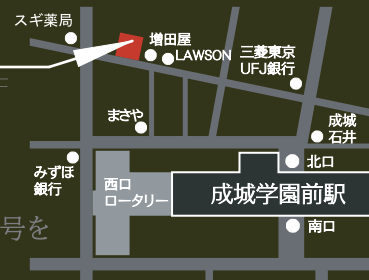 スギ薬局
増田屋
LAWSON
三菱東京
UFJ銀行
まさや
成城
石井
みずほ
銀行
西口
ロータリー
北口
成城学園前駅
南口
号を